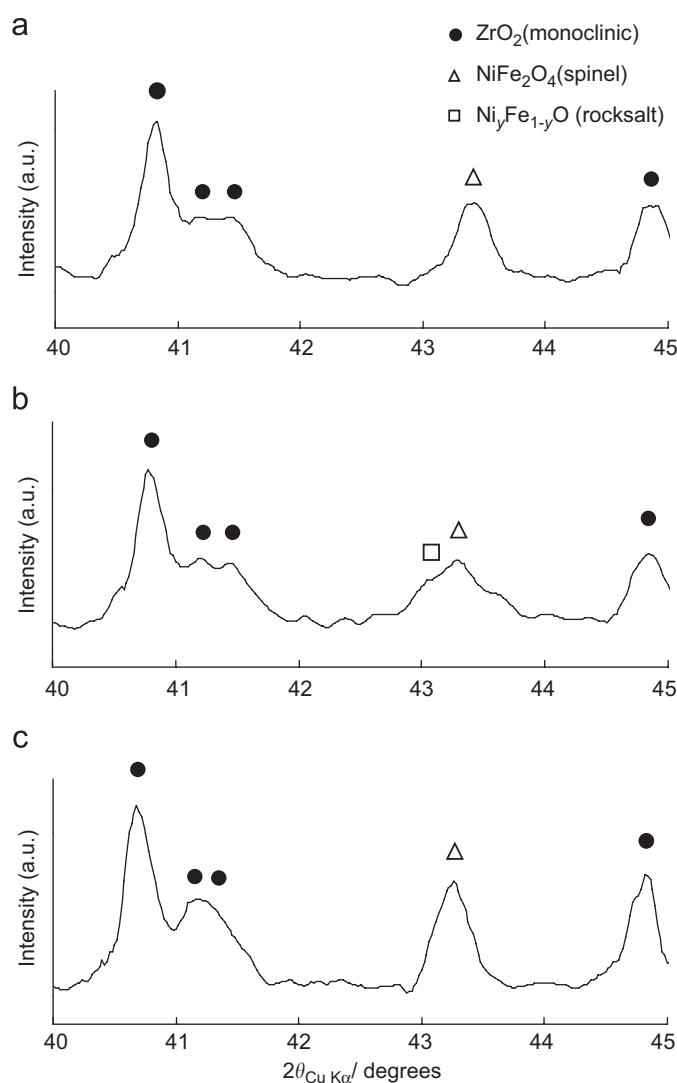 a
● ZrO₂(monoclinic)
△ NiFe₂O₄(spinel)
□ NiyFe1-yO (rocksalt)
Intensity (a.u.)
40 41 42 43 44 45
b
Intensity (a.u.)
40 41 42 43 44 45
c
Intensity (a.u.)
40 41 42 43 44 45
2θCu Kα/ degrees